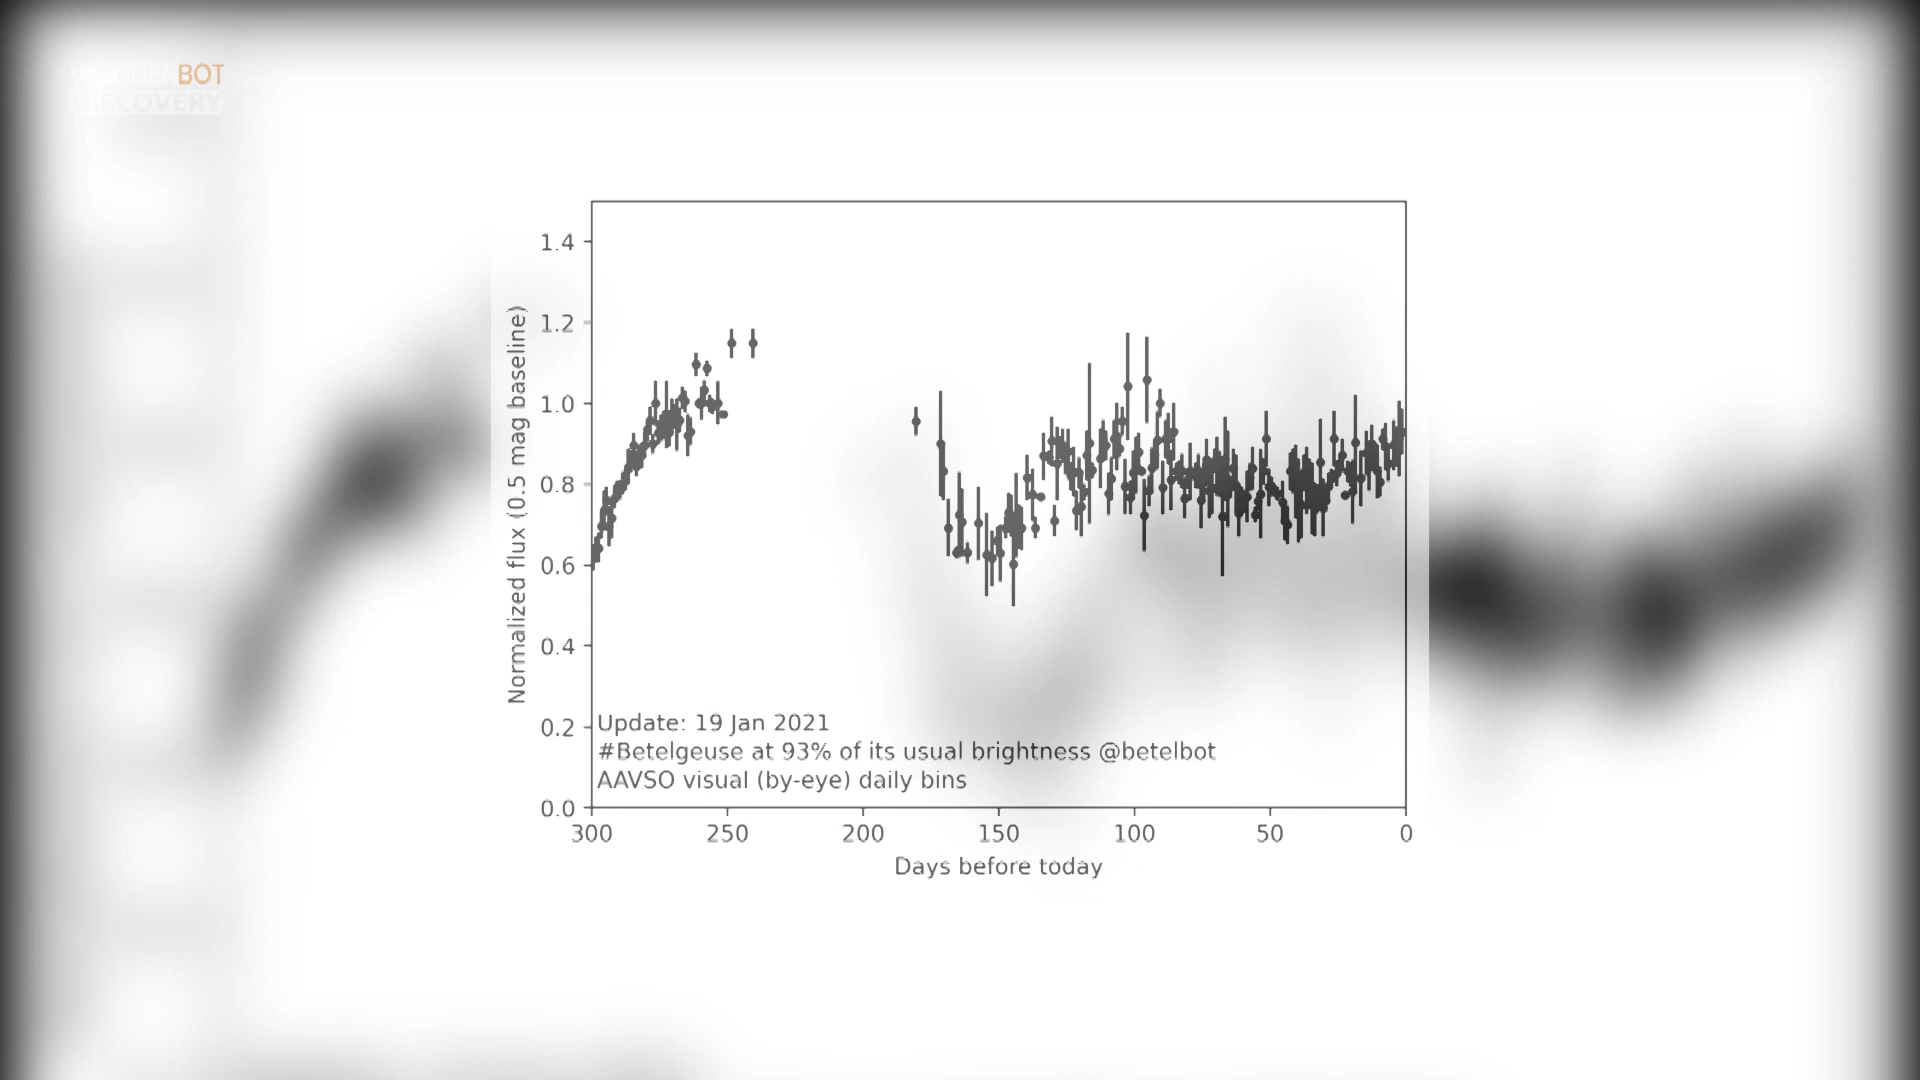 WONDERBOT
DISCOVERY
1.4
1.2
1.0
0.8
0.6
0.4
0.2
0.0
Normalized flux (0.5 mag baseline)
Update: 19 Jan 2021
#Betelgeuse at 93% of its usual brightness @betelbot
AAVSO visual (by-eye) daily bins
300 250 200 150 100 50 0
Days before today